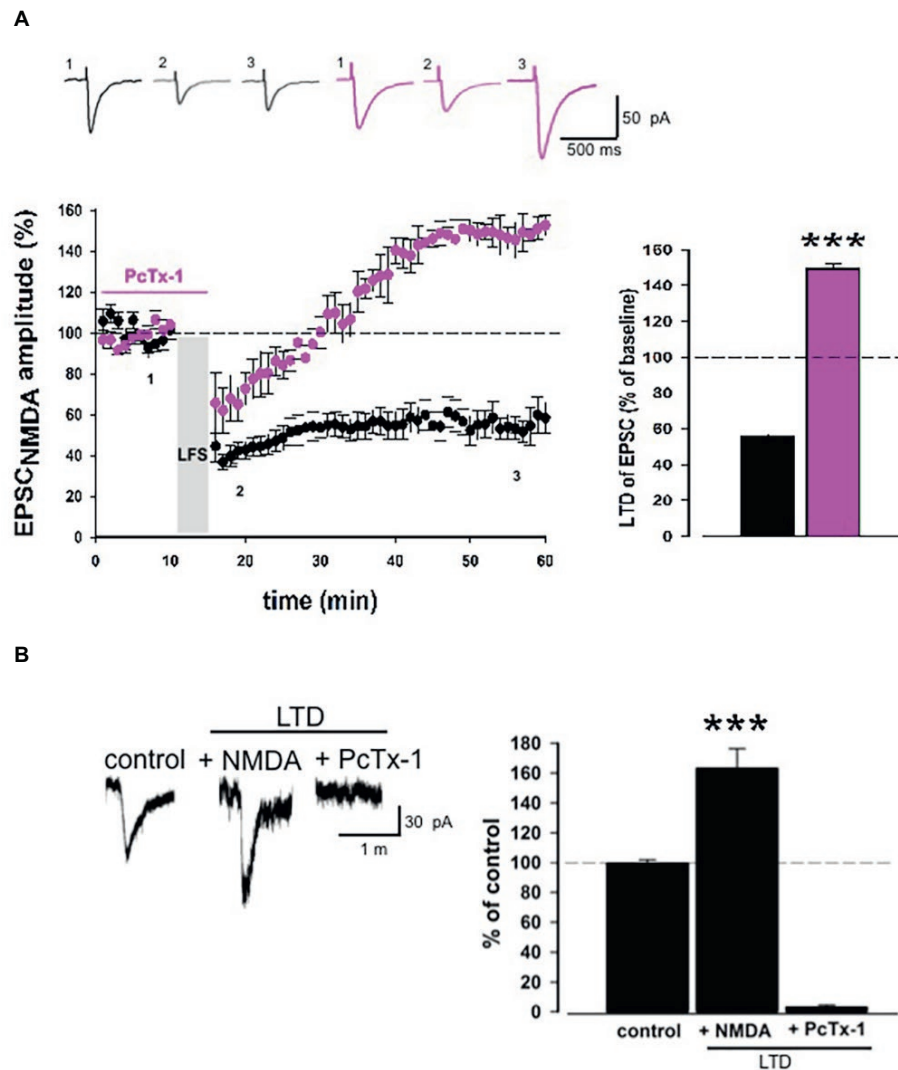 A
1 2 3 1 2 3
50 pA
500 ms
EPSCNMDA amplitude (%)
160
140
120
100
80
60
40
20
0
PcTx-1
1
LFS
2
3
0 10 20 30 40 50 60
time (min)
LTD of EPSC (% of baseline)
160
140
120
100
80
60
40
20
0
***
B
LTD
control + NMDA + PcTx-1
30 pA
1 m
% of control
180
160
140
120
100
80
60
40
20
0
***
control + NMDA + PcTx-1
LTD